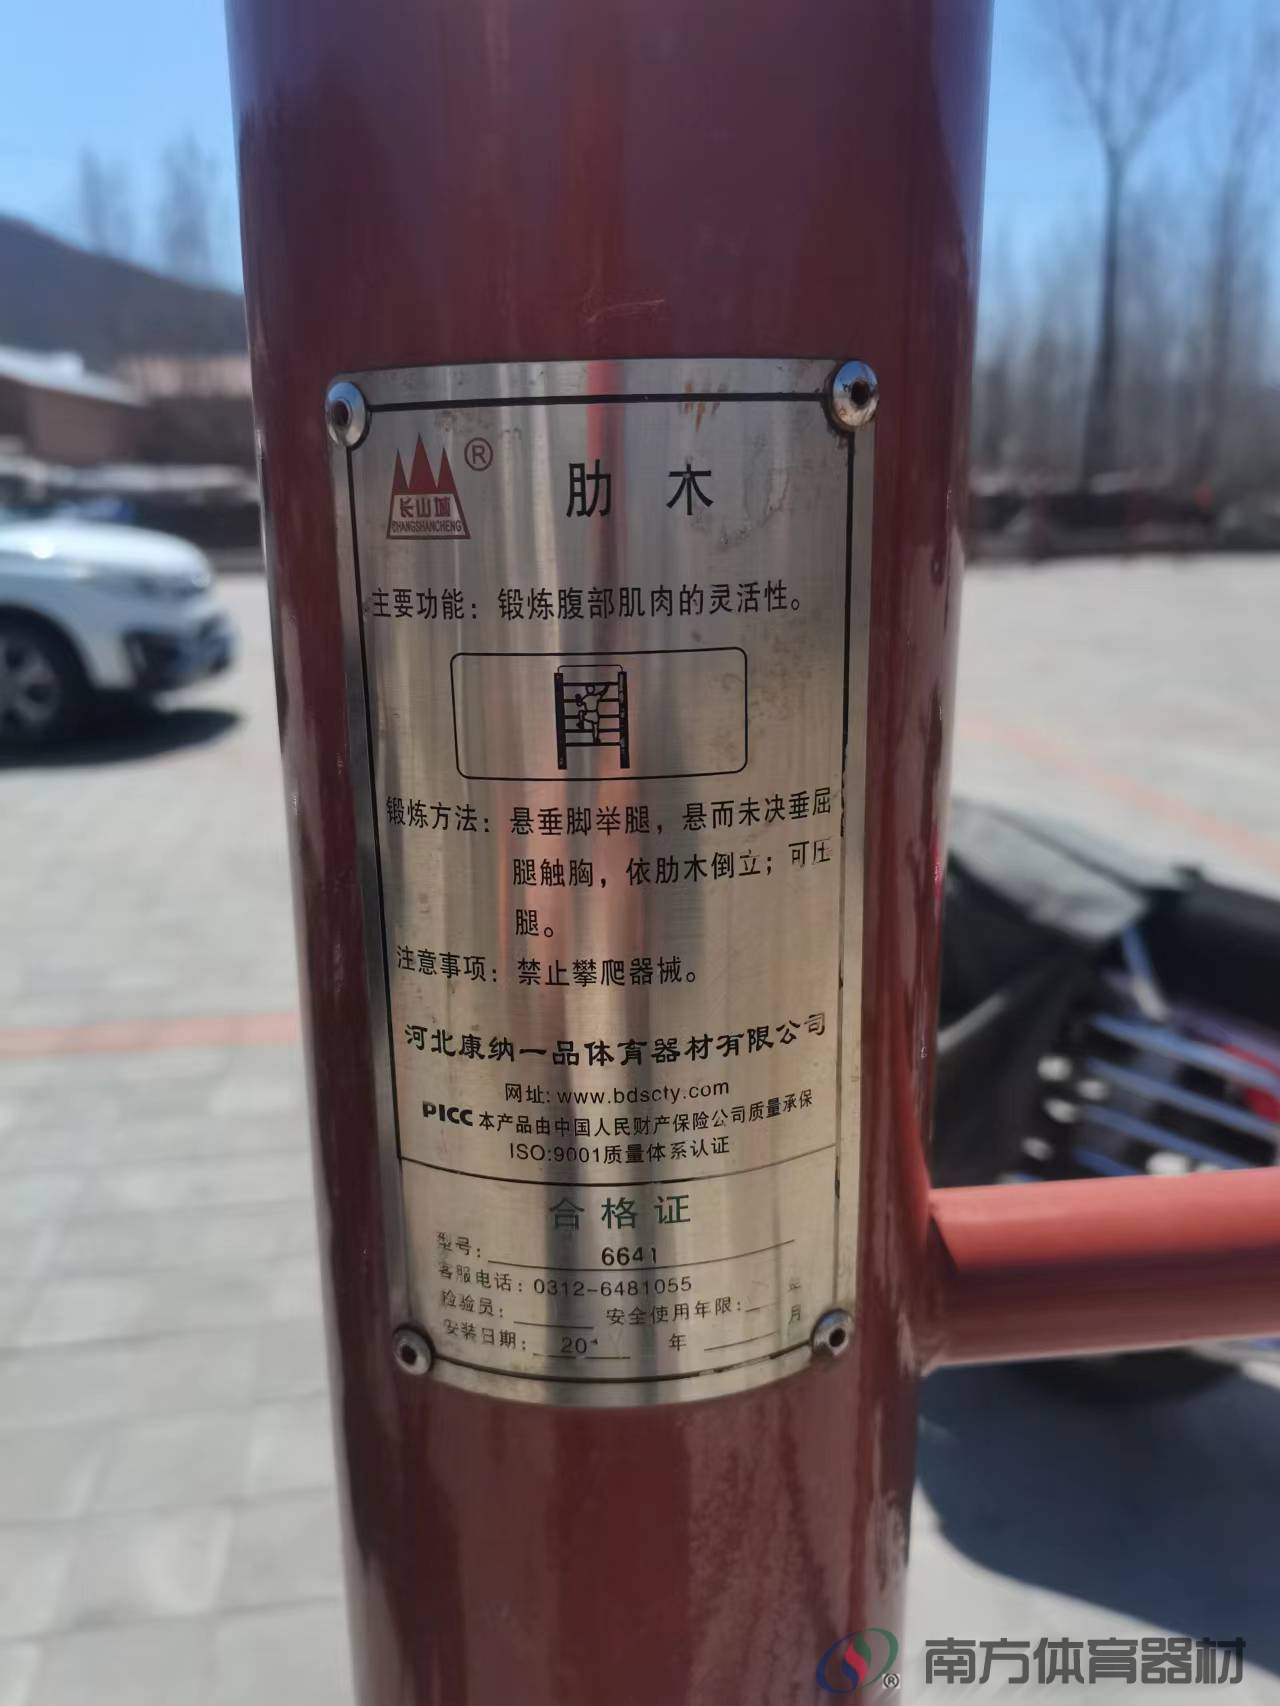 长山城
CHANGSHANCHENG
®
肋 木
主要功能：锻炼腹部肌肉的灵活性。
锻炼方法：悬垂脚举腿，悬而未决垂屈
腿触胸，依肋木倒立；可压
腿。
注意事项：禁止攀爬器械。
河北康纳一品体育器材有限公司
网址：www.bdscty.com
PICC 本产品由中国人民财产保险公司质量承保
ISO:9001质量体系认证
合格证
型号：6641
客服电话：0312-6481055
检验员： 安全使用年限： 年
安装日期：20 年 月
南方体育器材
®